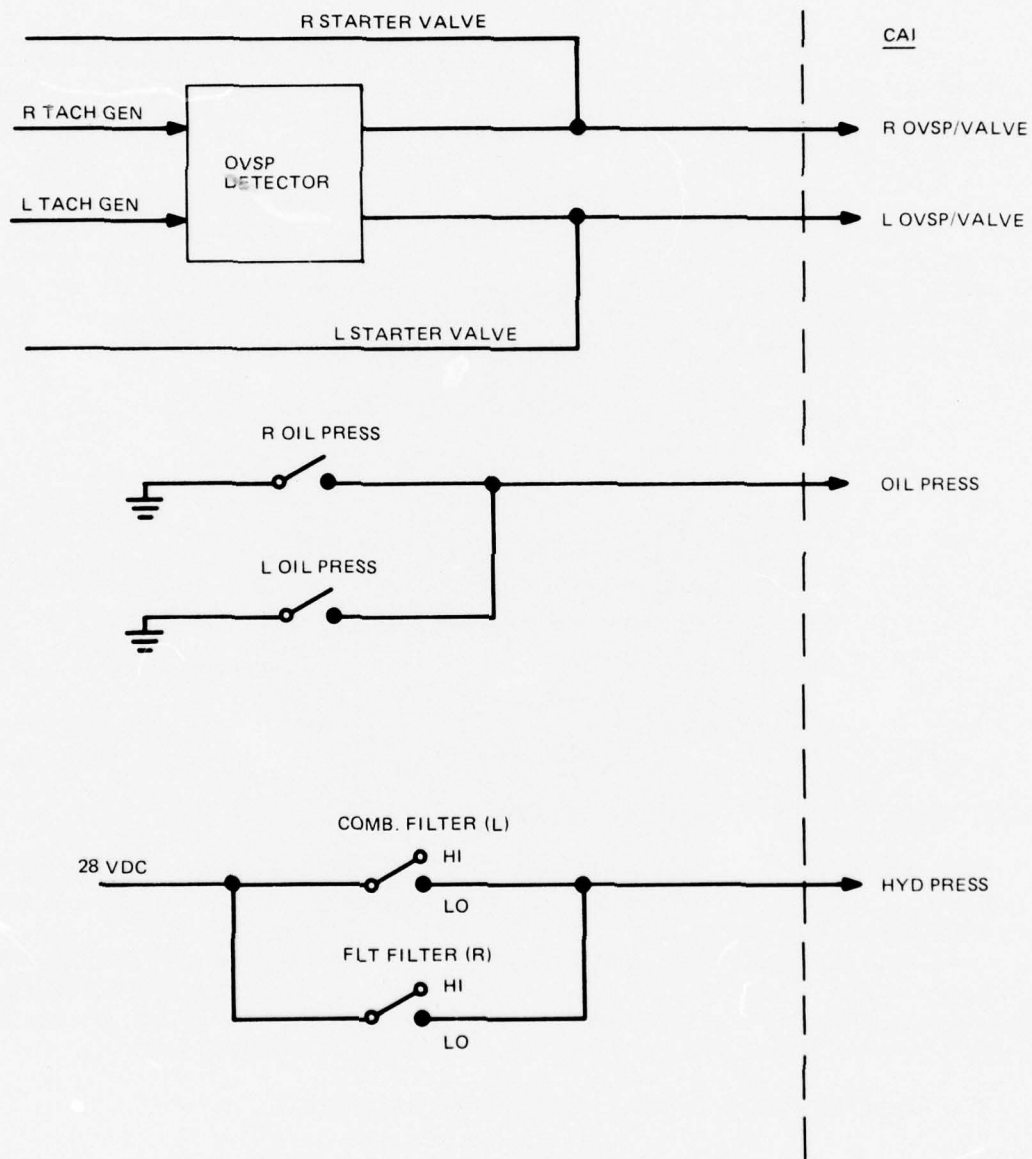 R STARTER VALVE
CAI
R TACH GEN
R OVSP/VALVE
OVSP
DETECTOR
L TACH GEN
L OVSP/VALVE
L STARTER VALVE
R OIL PRESS
OIL PRESS
L OIL PRESS
COMB. FILTER (L)
28 VDC
HI
HYD PRESS
LO
FLT FILTER (R)
HI
LO